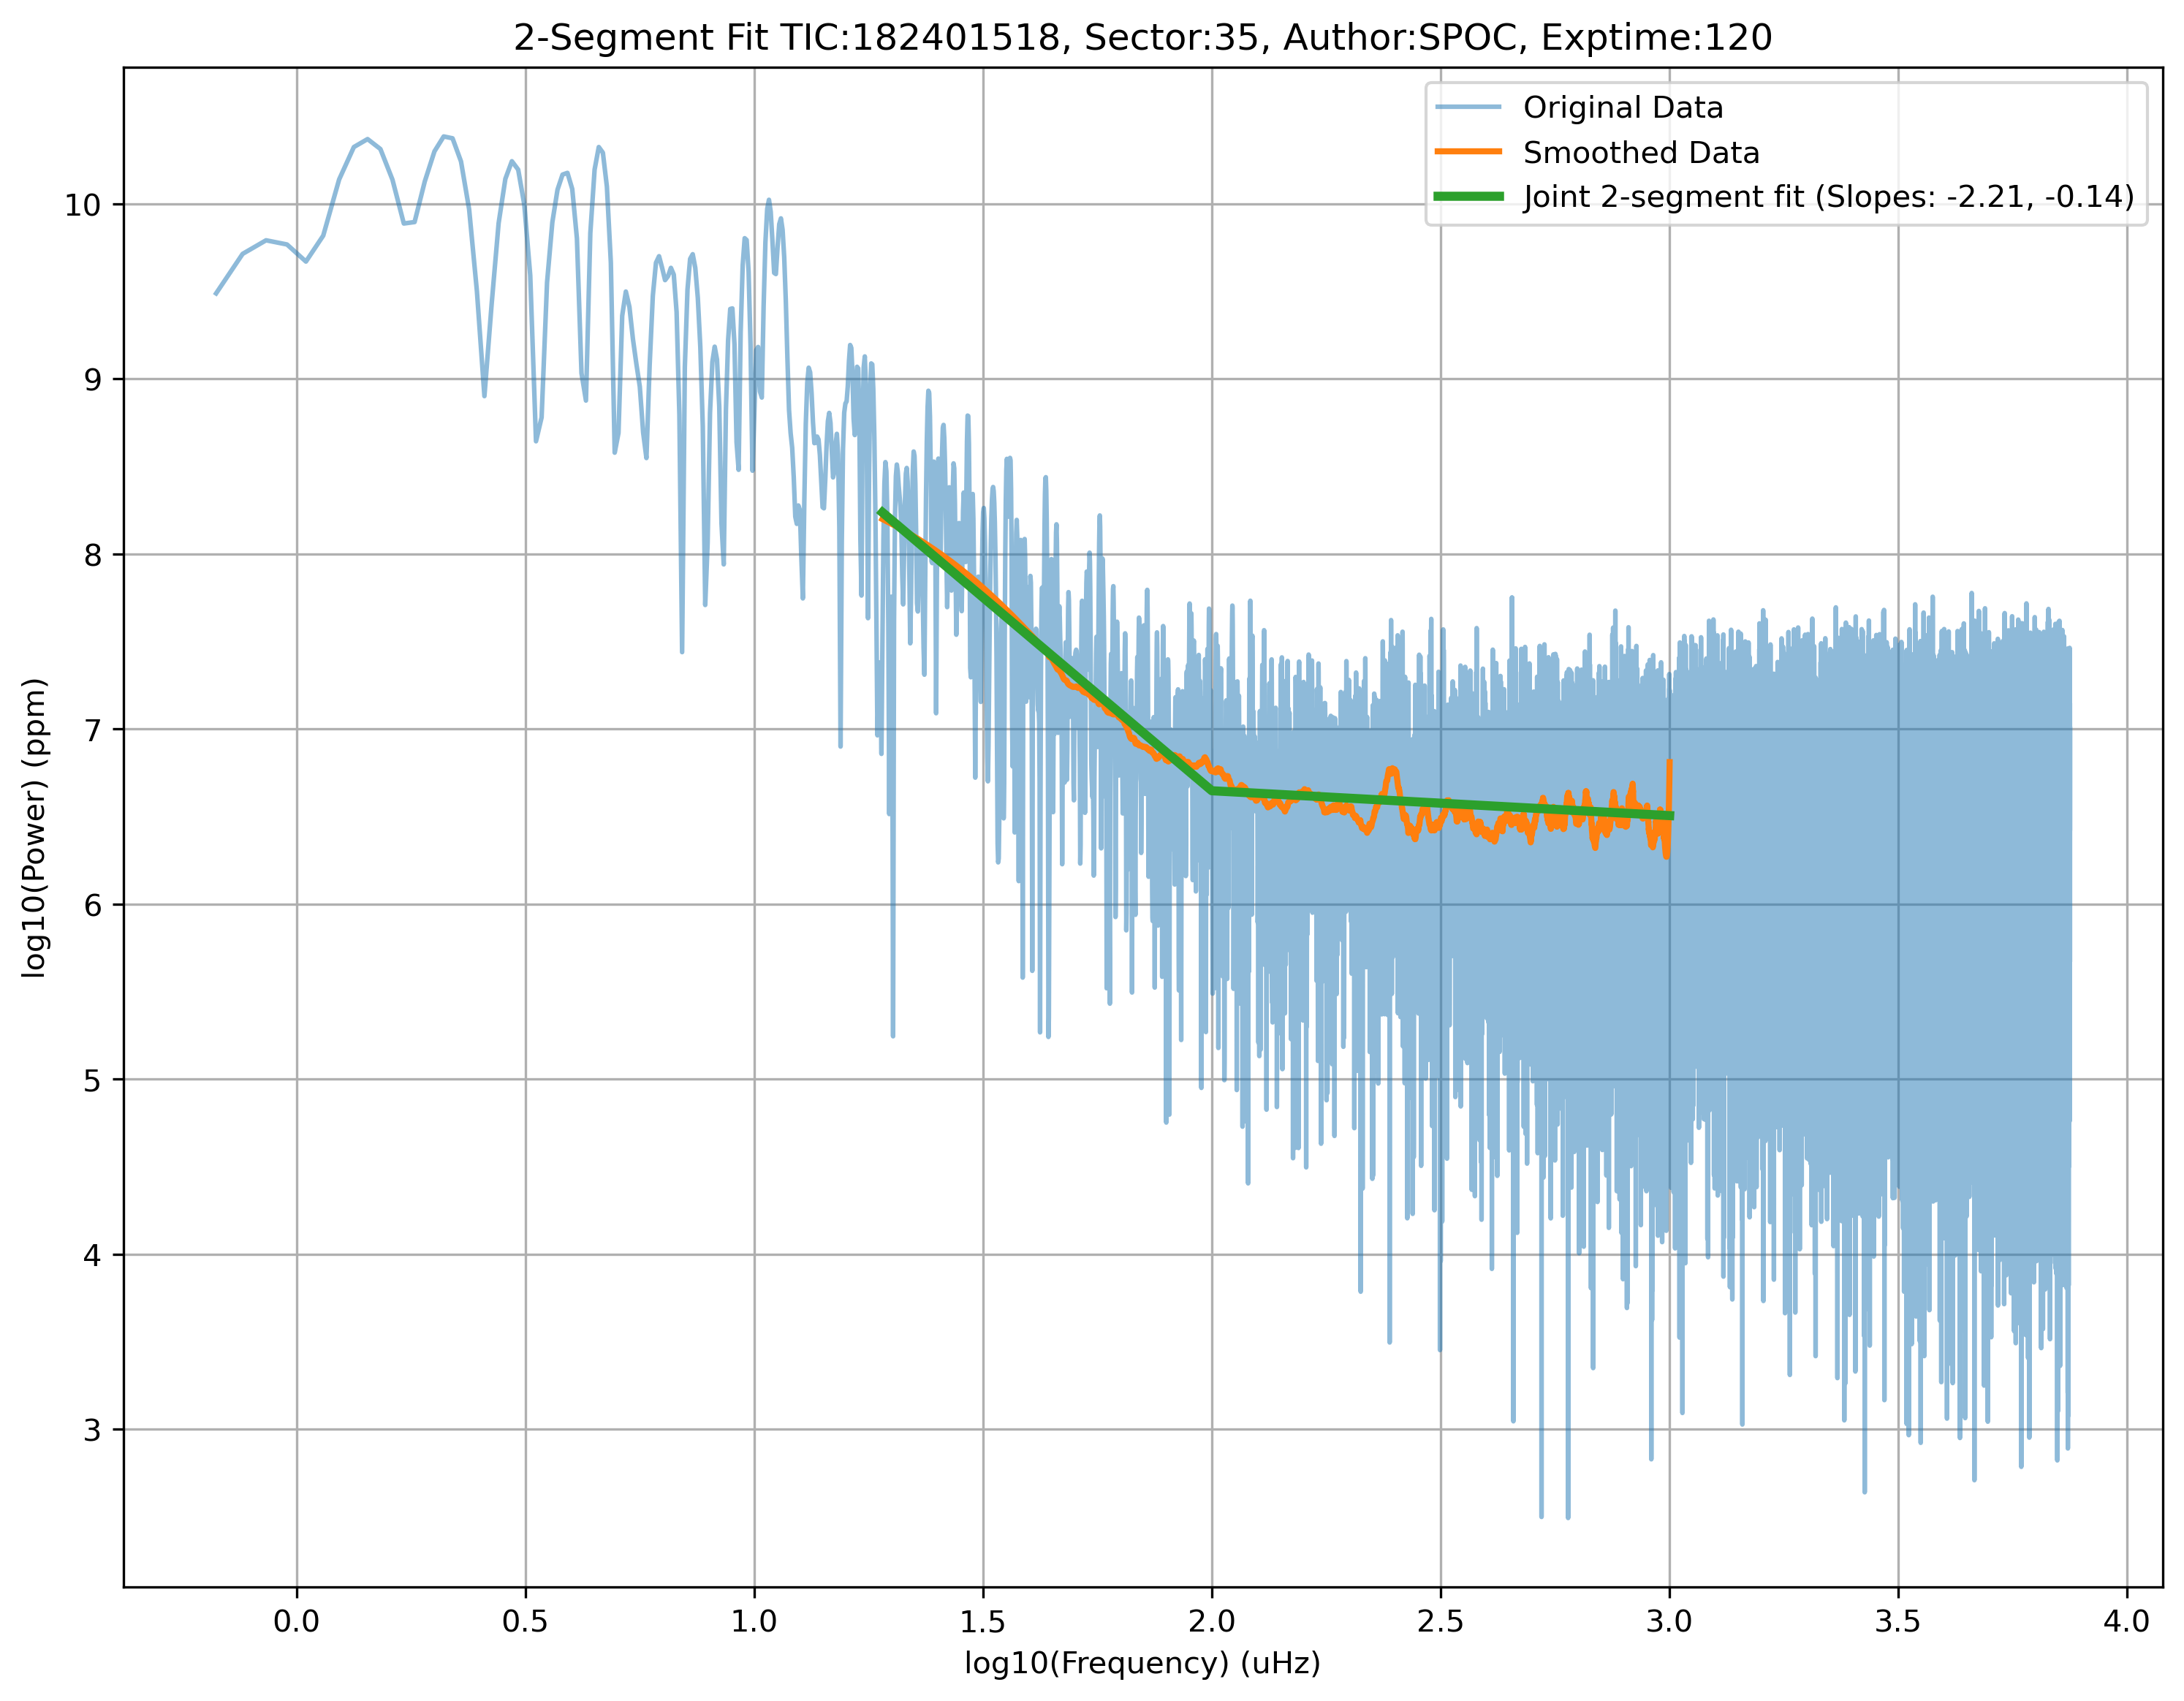 2-Segment Fit TIC:182401518, Sector:35, Author:SPOC, Exptime:120
Original Data
Smoothed Data
Joint 2-segment fit (Slopes: -2.21, -0.14)
log10(Power) (ppm)
10
9
8
7
6
5
4
3
0.0 0.5 1.0 1.5 2.0 2.5 3.0 3.5 4.0
log10(Frequency) (uHz)